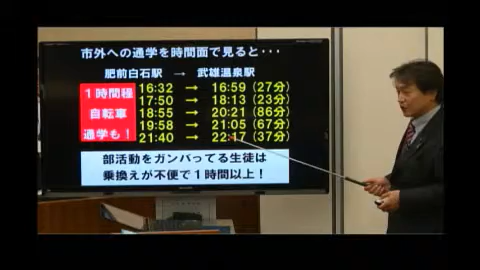 市外への通学を時間面で見ると・・・
肥前白石駅 → 武雄温泉駅
１時間程
自転車
通学も！
16:32 → 16:59 (27分)
17:50 → 18:13 (23分)
18:55 → 20:21 (86分)
19:58 → 21:05 (67分)
21:40 → 22:17 (37分)
部活動をガンバってる生徒は
乗換えが不便で１時間以上！